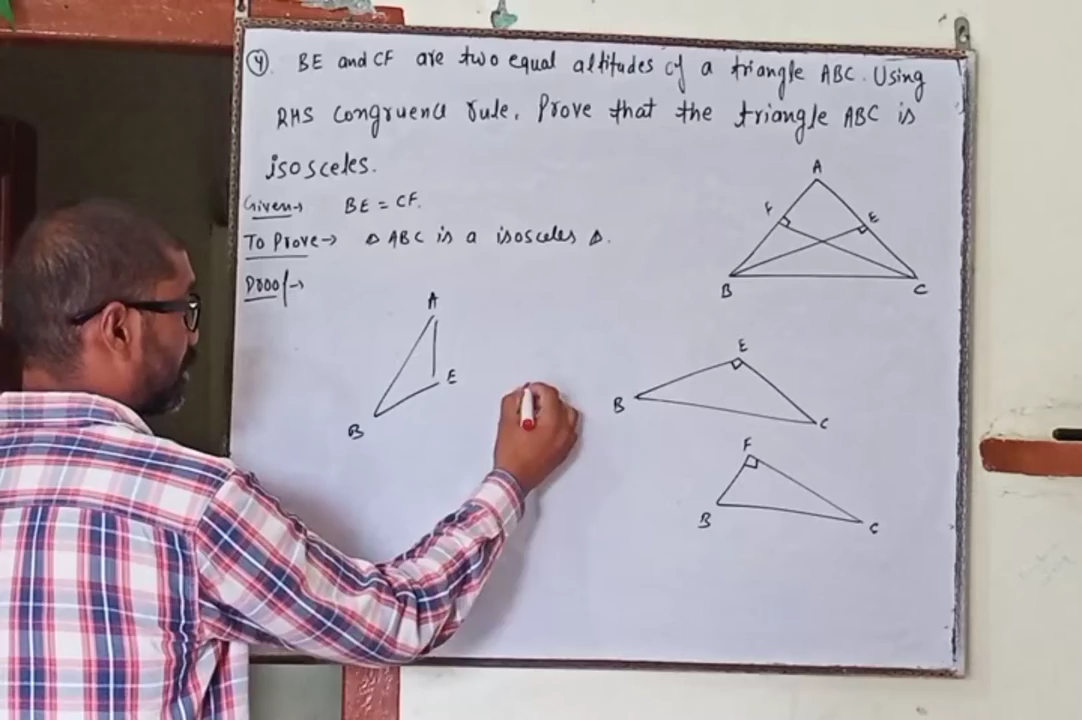 4. BE and CF are two equal altitudes of a triangle ABC. Using
RHS congruence rule, Prove that the triangle ABC is
isosceles.
Given→ BE = CF.
To Prove→ △ ABC is a isosceles △.
Proof→
A
F E
B C
A
E
B
E
B
C
F
B
C